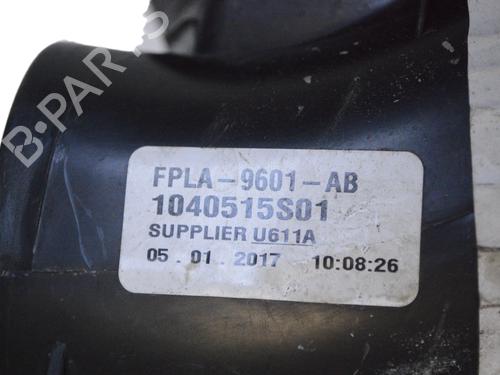 B-PARTS
FPLA-9601-AB
1040515S01
SUPPLIER U611A
05 . 01 . 2017 10:08:26